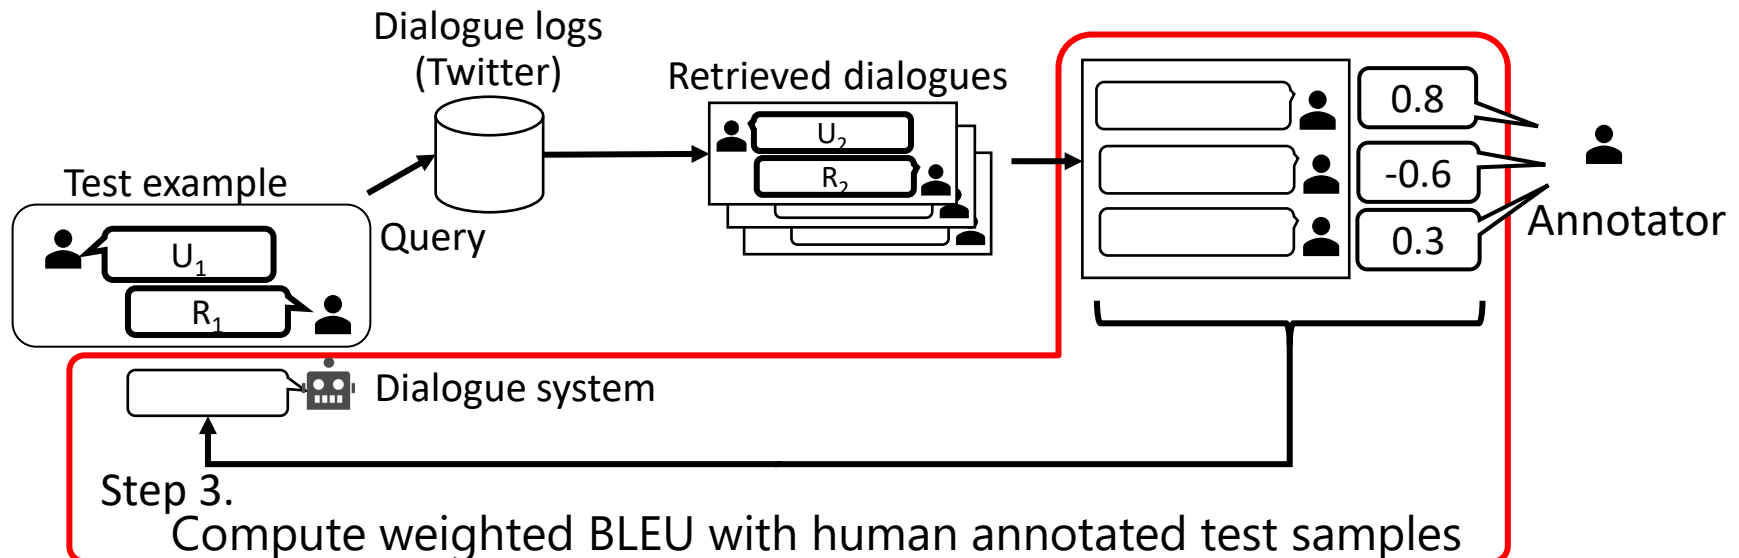 Dialogue logs
(Twitter)
Retrieved dialogues
Test example
Query
U₁
R₁
U₂
R₂
0.8
-0.6
0.3
Annotator
Dialogue system
Step 3.
Compute weighted BLEU with human annotated test samples